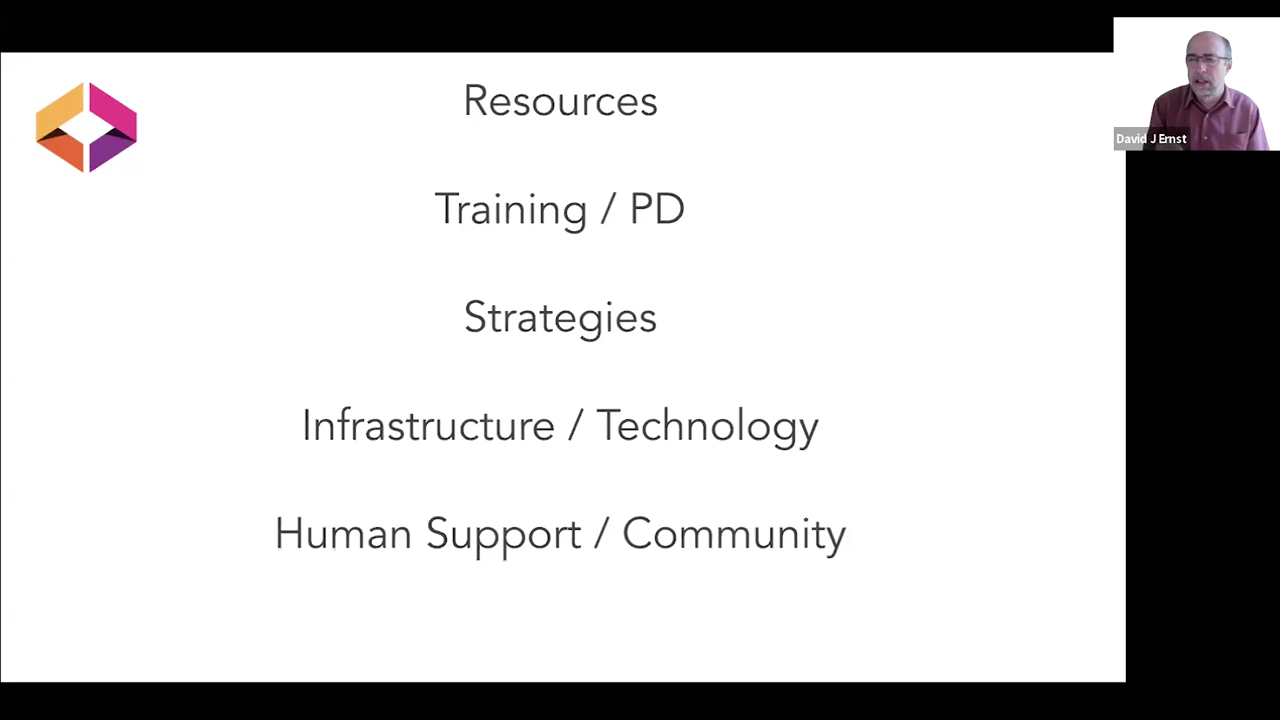 Resources
Training / PD
Strategies
Infrastructure / Technology
Human Support / Community
David J Ernst